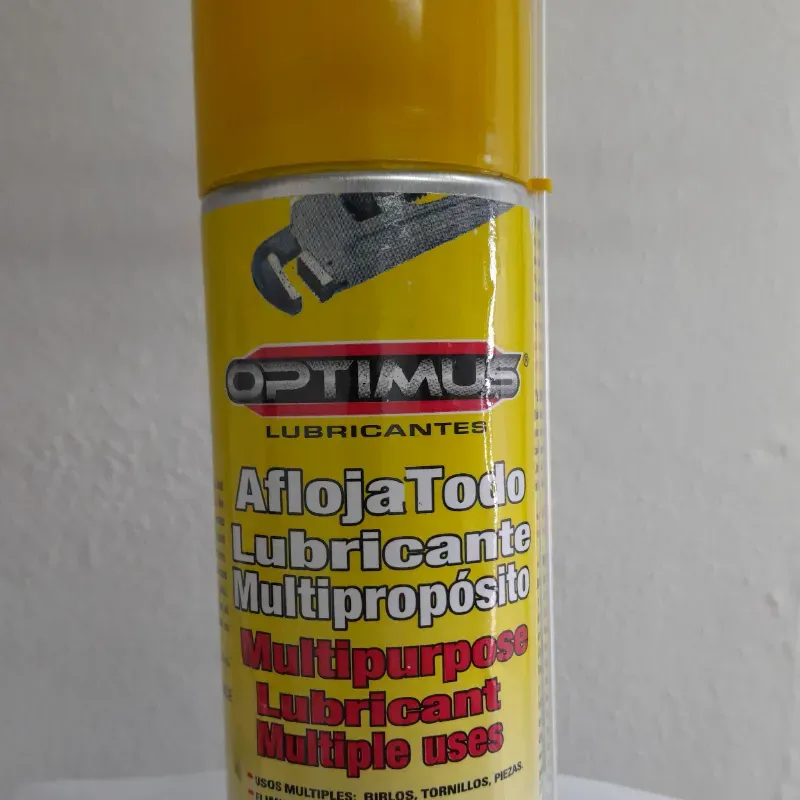 OPTIMUS®
LUBRICANTES
AflojaTodo
Lubricante
Multipropósito
Multipurpose
Lubricant
Multiple uses
- USOS MULTIPLES: BIRLOS, TORNILLOS, PIEZAS.